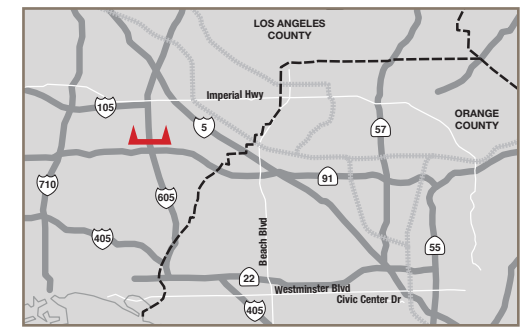 LOS ANGELES
COUNTY
Imperial Hwy
105
5
57
ORANGE
COUNTY
710
605
91
405
Beach Blvd
55
22
Westminster Blvd
Civic Center Dr
405